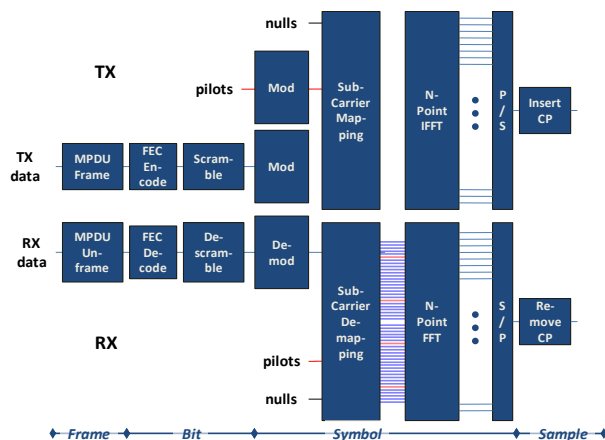 nulls
TX
pilots
Mod
Sub-
Carrier
Map-
ping
N-
Point
IFFT
P
/
S
Insert
CP
TX
data
MPDU
Frame
FEC
En-
code
Scram-
ble
Mod
RX
data
MPDU
Un-
frame
FEC
De-
code
De-
scram-
ble
De-
mod
Sub-
Carrier
De-
mapping
N-
Point
FFT
S
/
P
Re-
move
CP
RX
pilots
nulls
Frame
Bit
Symbol
Sample